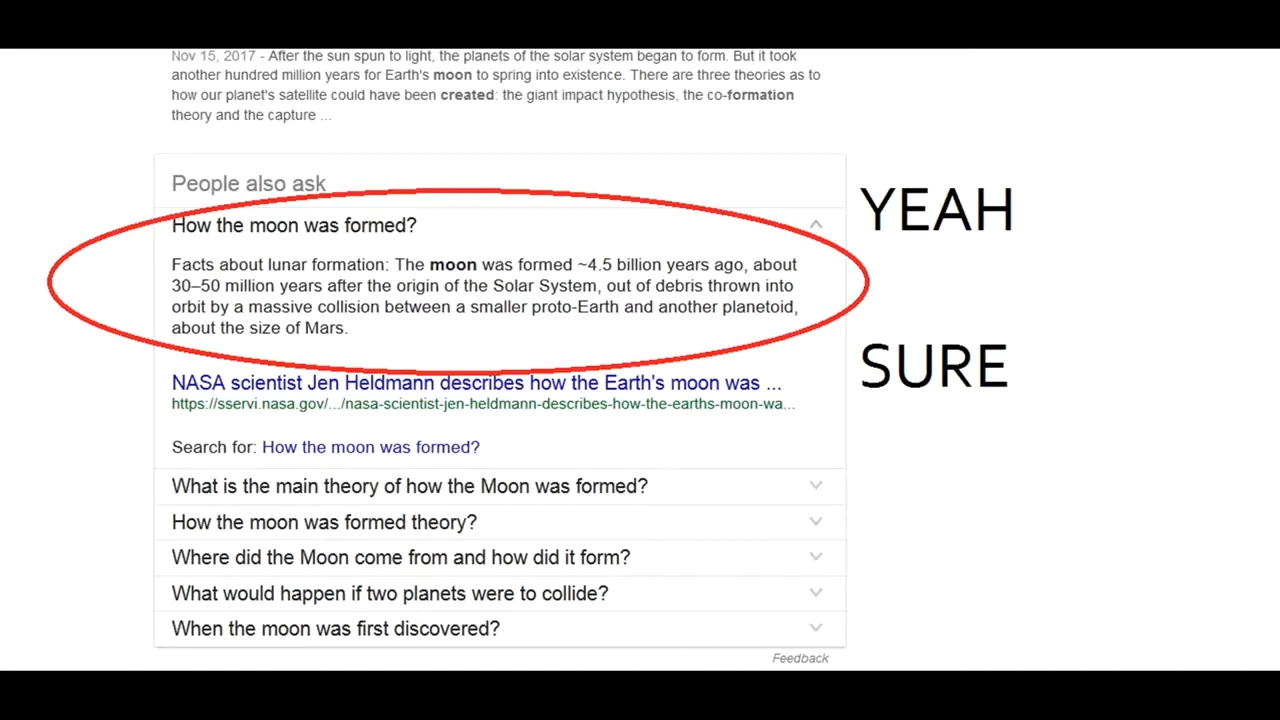 Nov 15, 2017 - After the sun spun to light, the planets of the solar system began to form. But it took
another hundred million years for Earth's moon to spring into existence. There are three theories as to
how our planet's satellite could have been created: the giant impact hypothesis, the co-formation
theory and the capture ...
People also ask
How the moon was formed?
Facts about lunar formation: The moon was formed ~4.5 billion years ago, about
30–50 million years after the origin of the Solar System, out of debris thrown into
orbit by a massive collision between a smaller proto-Earth and another planetoid,
about the size of Mars.
NASA scientist Jen Heldmann describes how the Earth's moon was ...
https://sservi.nasa.gov/.../nasa-scientist-jen-heldmann-describes-how-the-earths-moon-wa...
Search for: How the moon was formed?
What is the main theory of how the Moon was formed?
How the moon was formed theory?
Where did the Moon come from and how did it form?
What would happen if two planets were to collide?
When the moon was first discovered?
Feedback
YEAH
SURE